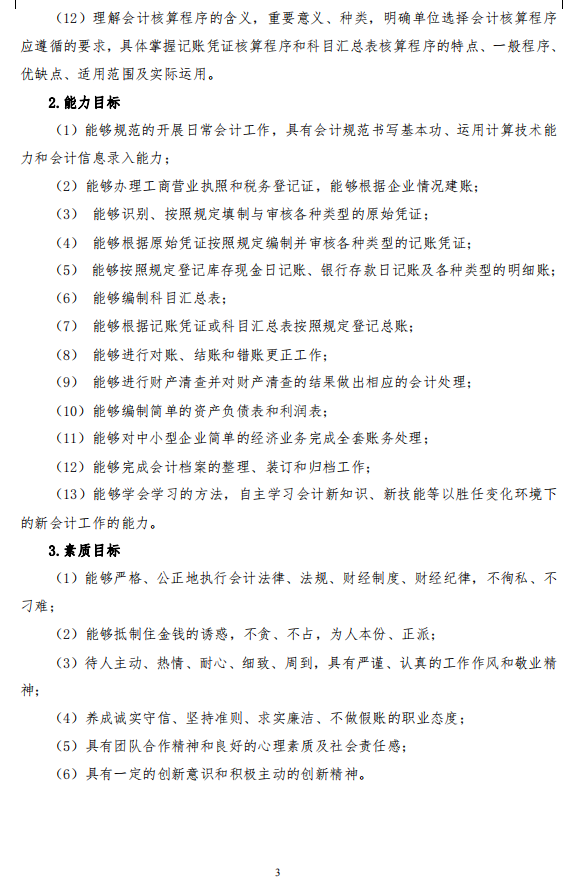 （12）理解会计核算程序的含义，重要意义、种类，明确单位选择会计核算程序
应遵循的要求，具体掌握记账凭证核算程序和科目汇总表核算程序的特点、一般程序、
优缺点、适用范围及实际运用。
2.能力目标
（1）能够规范的开展日常会计工作，具有会计规范书写基本功、运用计算技术能
力和会计信息录入能力；
（2）能够办理工商营业执照和税务登记证，能够根据企业情况建账；
（3） 能够识别、按照规定填制与审核各种类型的原始凭证；
（4） 能够根据原始凭证按照规定编制并审核各种类型的记账凭证；
（5） 能够按照规定登记库存现金日记账、银行存款日记账及各种类型的明细账；
（6） 能够编制科目汇总表；
（7） 能够根据记账凭证或科目汇总表按照规定登记总账；
（8） 能够进行对账、结账和错账更正工作；
（9） 能够进行财产清查并对财产清查的结果做出相应的会计处理；
（10）能够编制简单的资产负债表和利润表；
（11）能够对中小型企业简单的经济业务完成全套账务处理；
（12）能够完成会计档案的整理、装订和归档工作；
（13）能够学会学习的方法，自主学习会计新知识、新技能等以胜任变化环境下
的新会计工作的能力。
3.素质目标
（1）能够严格、公正地执行会计法律、法规、财经制度、财经纪律，不徇私、不
刁难；
（2）能够抵制住金钱的诱惑，不贪、不占，为人本份、正派；
（3）待人主动、热情、耐心、细致、周到，具有严谨、认真的工作作风和敬业精
神；
（4）养成诚实守信、坚持准则、求实廉洁、不做假账的职业态度；
（5）具有团队合作精神和良好的心理素质及社会责任感；
（6）具有一定的创新意识和积极主动的创新精神。
3